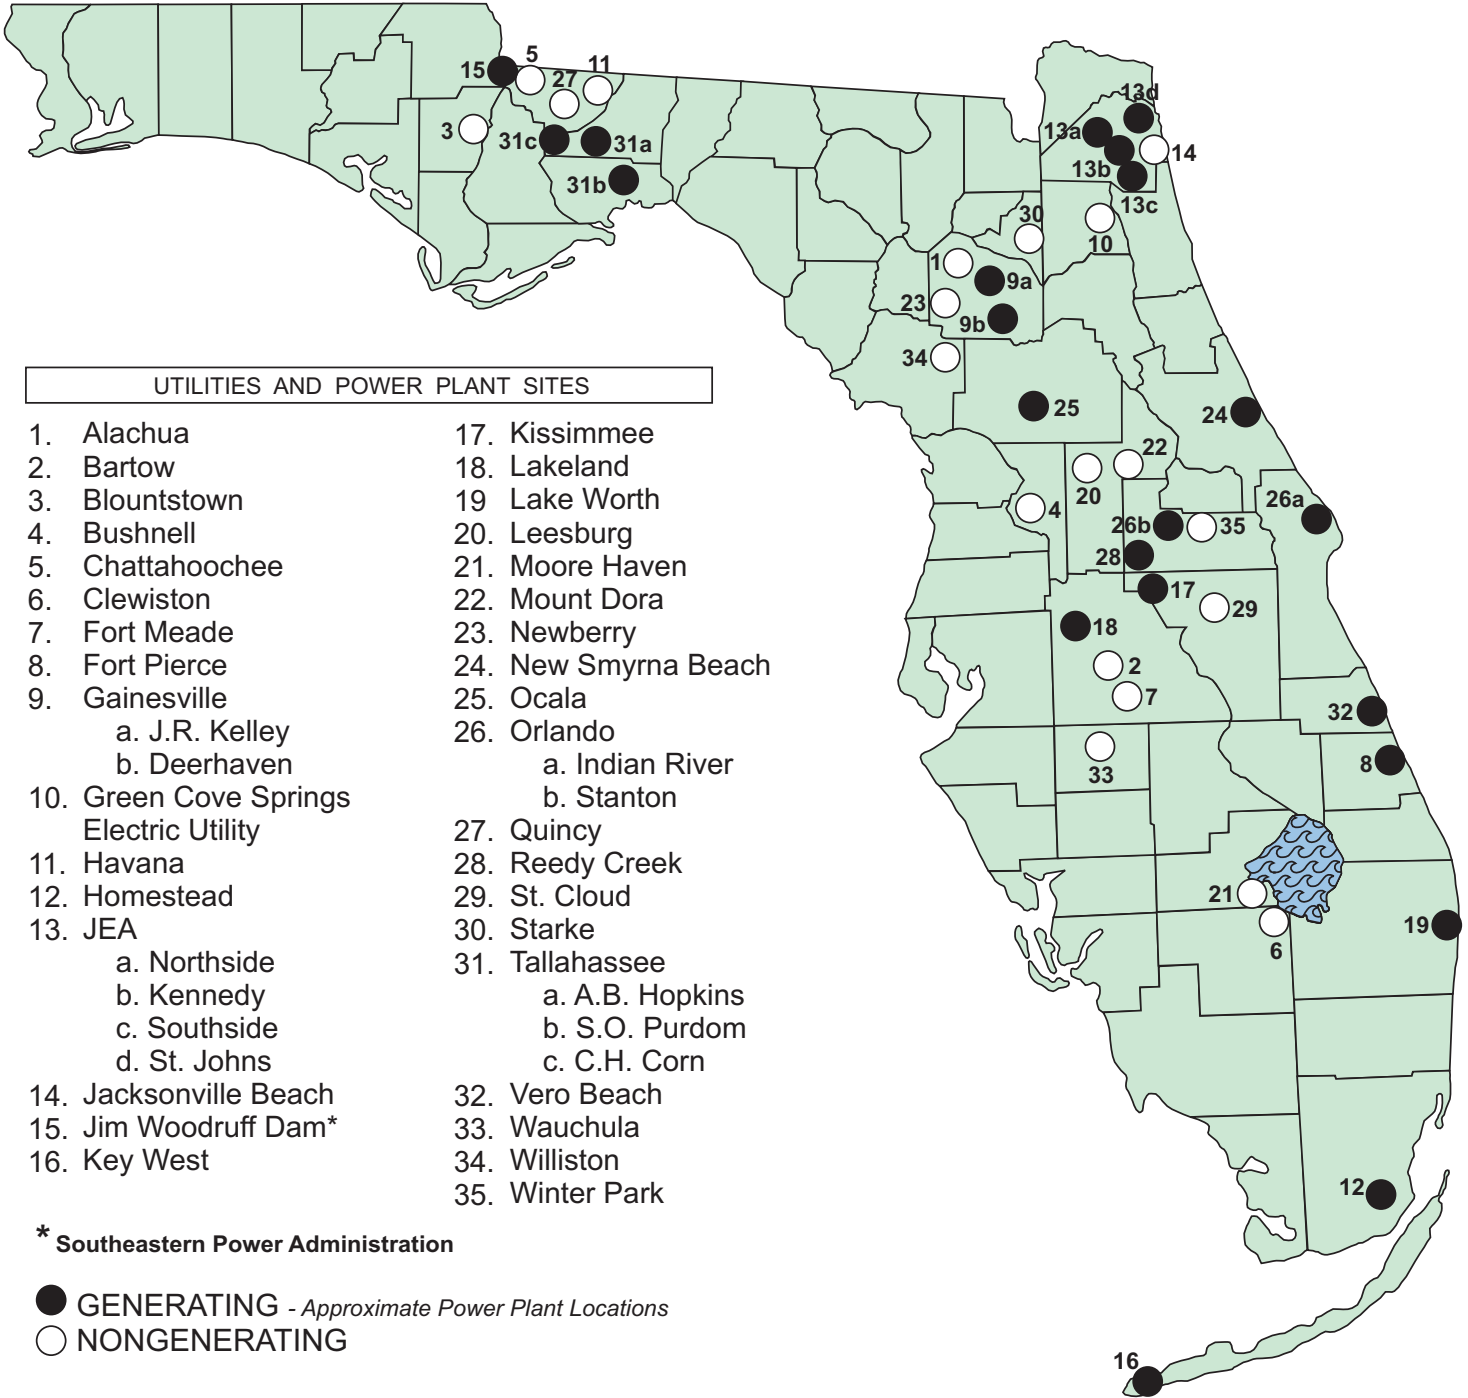 UTILITIES AND POWER PLANT SITES
1. Alachua
2. Bartow
3. Blountstown
4. Bushnell
5. Chattahoochee
6. Clewiston
7. Fort Meade
8. Fort Pierce
9. Gainesville
a. J.R. Kelley
b. Deerhaven
10. Green Cove Springs
Electric Utility
11. Havana
12. Homestead
13. JEA
a. Northside
b. Kennedy
c. Southside
d. St. Johns
14. Jacksonville Beach
15. Jim Woodruff Dam*
16. Key West
17. Kissimmee
18. Lakeland
19 Lake Worth
20. Leesburg
21. Moore Haven
22. Mount Dora
23. Newberry
24. New Smyrna Beach
25. Ocala
26. Orlando
a. Indian River
b. Stanton
27. Quincy
28. Reedy Creek
29. St. Cloud
30. Starke
31. Tallahassee
a. A.B. Hopkins
b. S.O. Purdom
c. C.H. Corn
32. Vero Beach
33. Wauchula
34. Williston
35. Winter Park
* Southeastern Power Administration
GENERATING - Approximate Power Plant Locations
NONGENERATING
15
5
27
11
3
31c
31a
31b
13d
13a
13b
14
13c
30
10
1
9a
23
9b
34
25
24
22
20
4
26a
26b
35
28
17
29
18
2
7
32
33
8
21
6
19
12
16